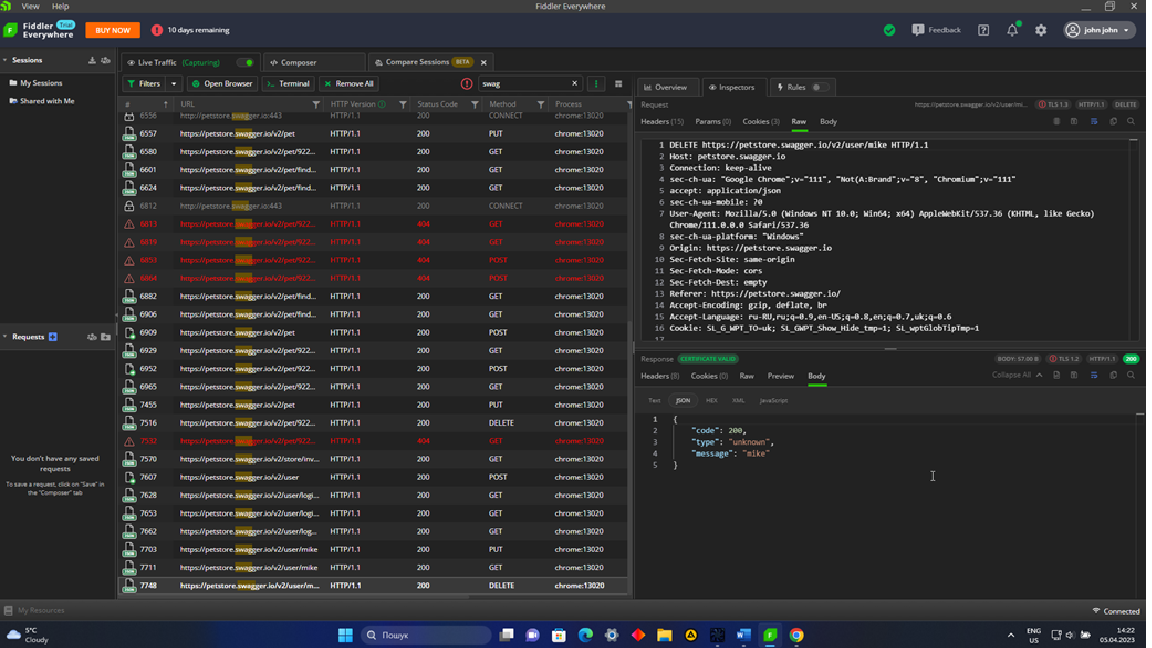 View Help
Fiddler Everywhere
Fiddler Trial
Everywhere
BUY NOW
10 days remaining
Feedback
john john
Sessions
My Sessions
Shared with Me
Requests
You don't have any saved
requests
To save a request, click on "Save" in
the "Composer" tab
Live Traffic (Capturing)
Composer
Compare Sessions BETA
Filters
Open Browser
Terminal
Remove All
swag
# URL HTTP Version Status Code Method Process
6556 http://petstore.swagger.io:443 HTTP/1.1 200 CONNECT chrome:13020
6557 https://petstore.swagger.io/v2/pet HTTP/1.1 200 PUT chrome:13020
6580 https://petstore.swagger.io/v2/pet/922... HTTP/1.1 200 GET chrome:13020
6601 https://petstore.swagger.io/v2/pet/find... HTTP/1.1 200 GET chrome:13020
6624 https://petstore.swagger.io/v2/pet/find... HTTP/1.1 200 GET chrome:13020
6812 http://petstore.swagger.io:443 HTTP/1.1 200 CONNECT chrome:13020
6813 https://petstore.swagger.io/v2/pet/922... HTTP/1.1 404 GET chrome:13020
6819 https://petstore.swagger.io/v2/pet/922... HTTP/1.1 404 GET chrome:13020
https://petstore.swagger.io/v2/pet/922... HTTP/1.1 404 POST chrome:13020
6864 https://petstore.swagger.io/v2/pet/922... HTTP/1.1 404 POST chrome:13020
6882 https://petstore.swagger.io/v2/pet/find... HTTP/1.1 200 GET chrome:13020
6906 https://petstore.swagger.io/v2/pet/find... HTTP/1.1 200 GET chrome:13020
6909 https://petstore.swagger.io/v2/pet HTTP/1.1 200 POST chrome:13020
6929 https://petstore.swagger.io/v2/pet/922... HTTP/1.1 200 GET chrome:13020
6952 https://petstore.swagger.io/v2/pet/922... HTTP/1.1 200 POST chrome:13020
6965 https://petstore.swagger.io/v2/pet/922... HTTP/1.1 200 GET chrome:13020
7455 https://petstore.swagger.io/v2/pet HTTP/1.1 200 PUT chrome:13020
7516 https://petstore.swagger.io/v2/pet/922... HTTP/1.1 200 DELETE chrome:13020
7532 https://petstore.swagger.io/v2/pet/922... HTTP/1.1 404 GET chrome:13020
7570 https://petstore.swagger.io/v2/store/inv... HTTP/1.1 200 GET chrome:13020
7607 https://petstore.swagger.io/v2/user HTTP/1.1 200 POST chrome:13020
7628 https://petstore.swagger.io/v2/user/logi... HTTP/1.1 200 GET chrome:13020
7653 https://petstore.swagger.io/v2/user/logi... HTTP/1.1 200 GET chrome:13020
7662 https://petstore.swagger.io/v2/user/log... HTTP/1.1 200 GET chrome:13020
7703 https://petstore.swagger.io/v2/user/mike HTTP/1.1 200 PUT chrome:13020
7711 https://petstore.swagger.io/v2/user/mike HTTP/1.1 200 GET chrome:13020
7748 https://petstore.swagger.io/v2/user/m... HTTP/1.1 200 DELETE chrome:13020
Overview
Inspectors
Rules
Request https://petstore.swagger.io/v2/user/mi... TLS 1.3 HTTP/1.1 DELETE
Headers (15) Params (0) Cookies (3) Raw Body
1 DELETE https://petstore.swagger.io/v2/user/mike HTTP/1.1
2 Host: petstore.swagger.io
3 Connection: keep-alive
4 sec-ch-ua: "Google Chrome";v="111", "Not(A:Brand";v="8", "Chromium";v="111"
5 accept: application/json
6 sec-ch-ua-mobile: ?0
7 User-Agent: Mozilla/5.0 (Windows NT 10.0; Win64; x64) AppleWebKit/537.36 (KHTML, like Gecko)
Chrome/111.0.0.0 Safari/537.36
8 sec-ch-ua-platform: "Windows"
9 Origin: https://petstore.swagger.io
10 Sec-Fetch-Site: same-origin
11 Sec-Fetch-Mode: cors
12 Sec-Fetch-Dest: empty
13 Referer: https://petstore.swagger.io/
14 Accept-Encoding: gzip, deflate, br
15 Accept-Language: ru-RU,ru;q=0.9,en-US;q=0.8,en;q=0.7,uk;q=0.6
16 Cookie: SL_G_WPT_TO=uk; SL_GWPT_Show_Hide_tmp=1; SL_wptGlobTipTmp=1
17
Response CERTIFICATE VALID BODY: 57.00 B TLS 1.2 HTTP/1.1 200
Headers (8) Cookies (0) Raw Preview Body
Collapse All
Text JSON HEX XML JavaScript
1 {
2 "code": 200,
3 "type": "unknown",
4 "message": "mike"
5 }
My Resources
Connected
5°C
Cloudy
Пошук
ENG
US
14:22
05.04.2023